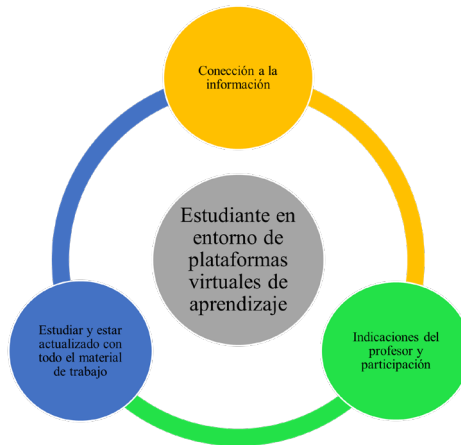 Conección a la
información
Estudiante en
entorno de
plataformas
virtuales de
aprendizaje
Estudiar y estar
actualizado con
todo el material
de trabajo
Indicaciones del
profesor y
participación